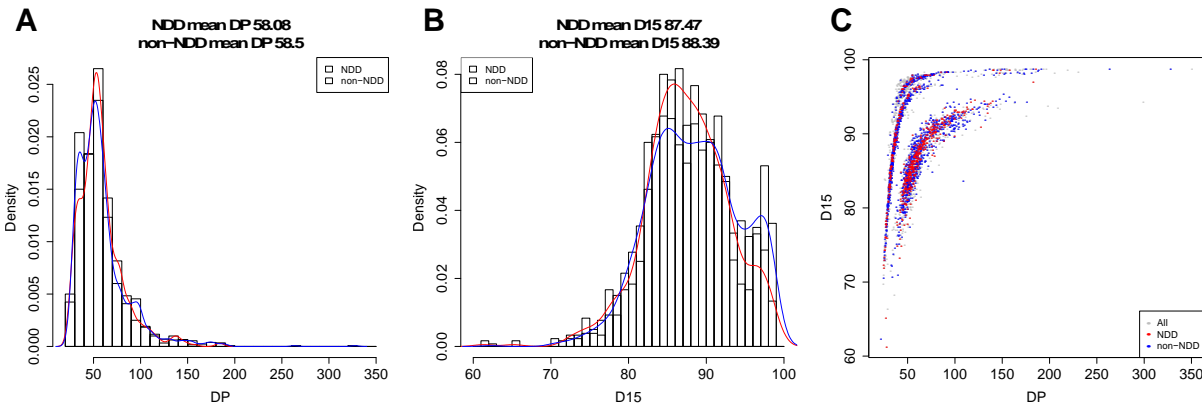 A
NDD mean DP 58.08
non−NDD mean DP 58.5
NDD
non−NDD
Density
0.000
0.005
0.010
0.015
0.020
0.025
50
100
150
200
250
300
350
DP
B
NDD mean D15 87.47
non−NDD mean D15 88.39
NDD
non−NDD
Density
0.00
0.02
0.04
0.06
0.08
60
70
80
90
100
D15
C
D15
100
90
80
70
60
All
NDD
non−NDD
50
100
150
200
250
300
350
DP